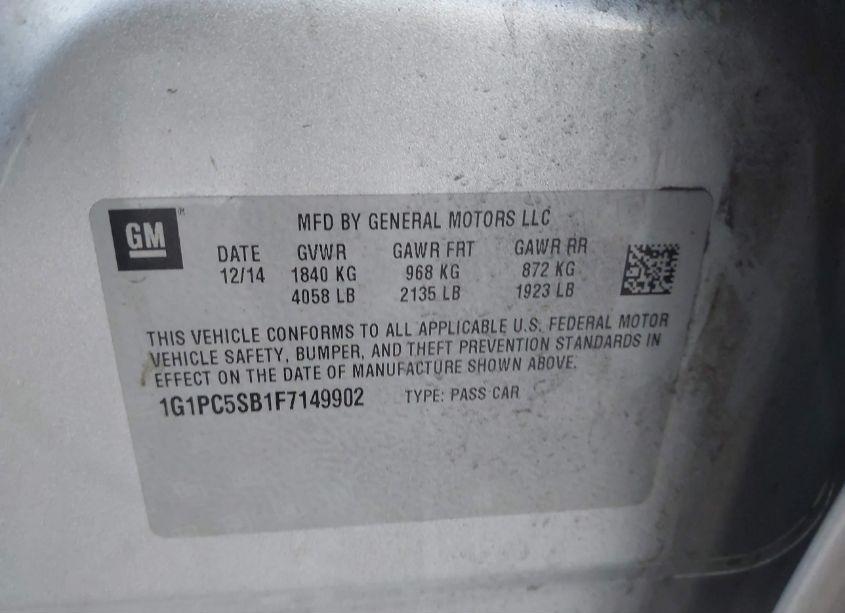 GM
MFD BY GENERAL MOTORS LLC
DATE GVWR GAWR FRT GAWR RR
12/14 1840 KG 968 KG 872 KG
4058 LB 2135 LB 1923 LB
THIS VEHICLE CONFORMS TO ALL APPLICABLE U.S. FEDERAL MOTOR
VEHICLE SAFETY, BUMPER, AND THEFT PREVENTION STANDARDS IN
EFFECT ON THE DATE OF MANUFACTURE SHOWN ABOVE.
1G1PC5SB1F7149902 TYPE: PASS CAR